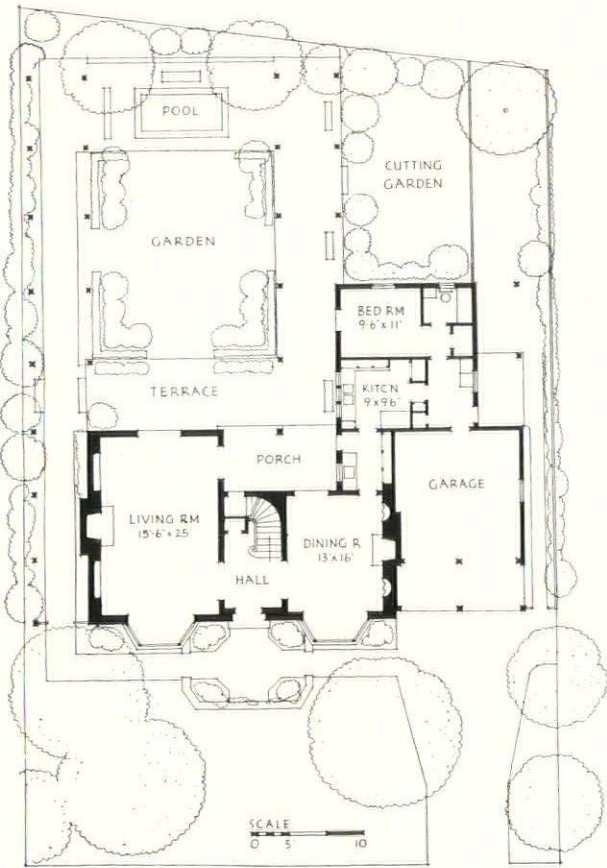 POOL
CUTTING
GARDEN
GARDEN
BED RM
9-6" x 11'
KITCN
9' x 9'6"
TERRACE
PORCH
GARAGE
LIVING RM
15'-6" x 25
DINING R
13' x 16'
HALL
SCALE
0 5 10